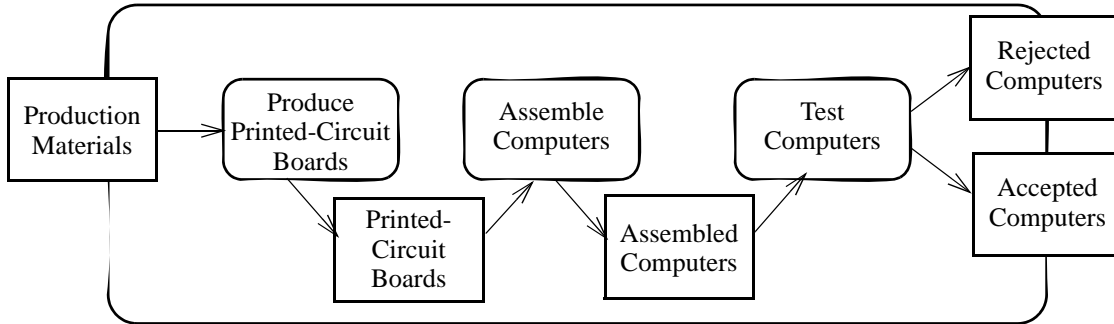 Production
Materials
Produce
Printed-Circuit
Boards
Printed-
Circuit
Boards
Assemble
Computers
Assembled
Computers
Test
Computers
Rejected
Computers
Accepted
Computers